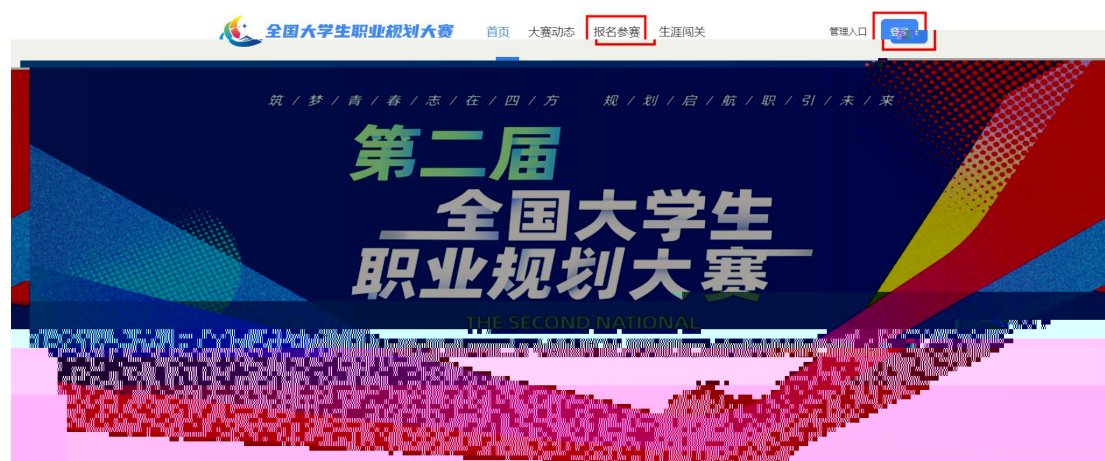 全国大学生职业规划大赛 首页 大赛动态 报名参赛 生涯闯关 管理入口 登录
筑/梦/青/春/志/在/四/方 规/划/启/航/职/引/未/来
第二届
全国大学生
职业规划大赛
THE SECOND NATIONAL